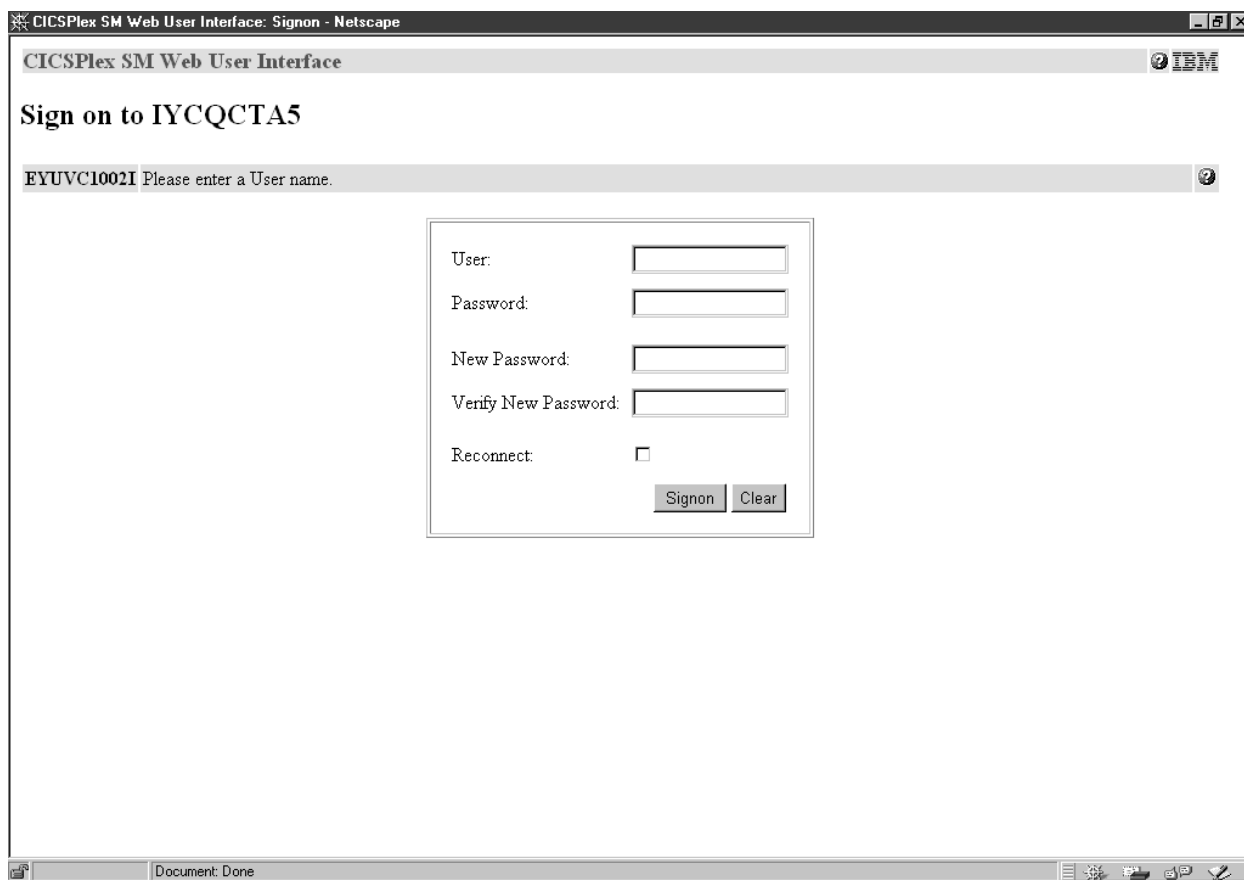 CICSPlex SM Web User Interface: Signon - Netscape
CICSPlex SM Web User Interface
IBM
Sign on to IYCQCTA5
EYUVC1002I Please enter a User name.
User:
Password:
New Password:
Verify New Password:
Reconnect:
Signon Clear
Document: Done